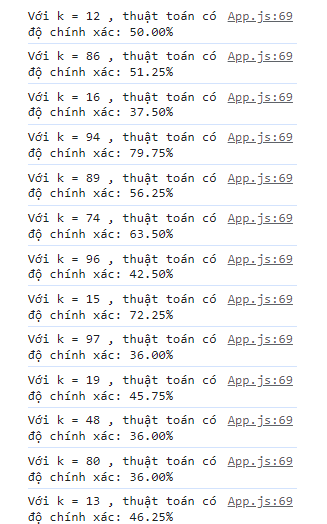 Với k = 12 , thuật toán có App.js:69
độ chính xác: 50.00%
Với k = 86 , thuật toán có App.js:69
độ chính xác: 51.25%
Với k = 16 , thuật toán có App.js:69
độ chính xác: 37.50%
Với k = 94 , thuật toán có App.js:69
độ chính xác: 79.75%
Với k = 89 , thuật toán có App.js:69
độ chính xác: 56.25%
Với k = 74 , thuật toán có App.js:69
độ chính xác: 63.50%
Với k = 96 , thuật toán có App.js:69
độ chính xác: 42.50%
Với k = 15 , thuật toán có App.js:69
độ chính xác: 72.25%
Với k = 97 , thuật toán có App.js:69
độ chính xác: 36.00%
Với k = 19 , thuật toán có App.js:69
độ chính xác: 45.75%
Với k = 48 , thuật toán có App.js:69
độ chính xác: 36.00%
Với k = 80 , thuật toán có App.js:69
độ chính xác: 36.00%
Với k = 13 , thuật toán có App.js:69
độ chính xác: 46.25%